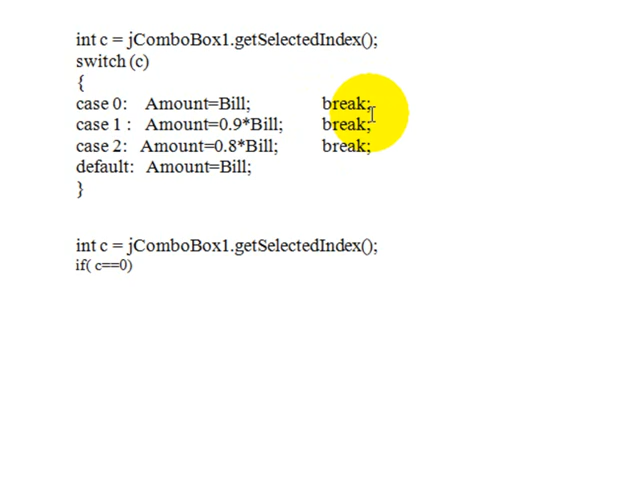 int c = jComboBox1.getSelectedIndex();
switch (c)
{
case 0: Amount=Bill; break;
case 1 : Amount=0.9*Bill; break;
case 2: Amount=0.8*Bill; break;
default: Amount=Bill;
}
int c = jComboBox1.getSelectedIndex();
if( c==0)